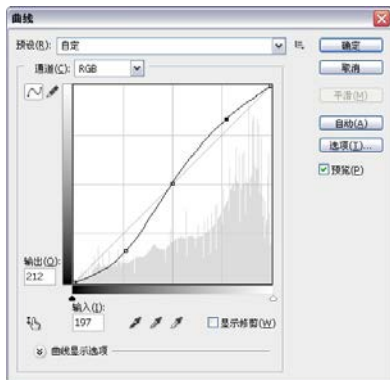 曲线
预设(R): 自定
确定
通道(C): RGB
取消
平滑(M)
自动(A)
选项(T)...
预览(P)
输出(O):
212
输入(I):
197
显示修剪(W)
曲线显示选项